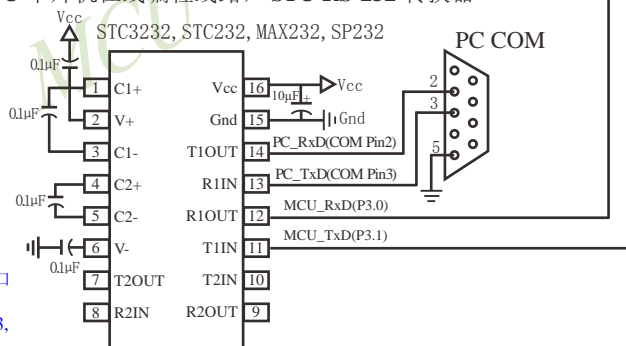 STC3232, STC232, MAX232, SP232
Vcc
PC COM
MCU
0.1μF
0.1μF
0.1μF
0.1μF
1 C1+
2 V+
3 C1-
4 C2+
5 C2-
6 V-
7 T2OUT
8 R2IN
Vcc 16
Gnd 15
T1OUT 14
R1IN 13
R1OUT 12
T1IN 11
T2IN 10
R2OUT 9
Vcc
10μF +
Gnd
PC_RxD(COM Pin2)
PC_TxD(COM Pin3)
MCU_RxD(P3.0)
MCU_TxD(P3.1)
2
3
5
口